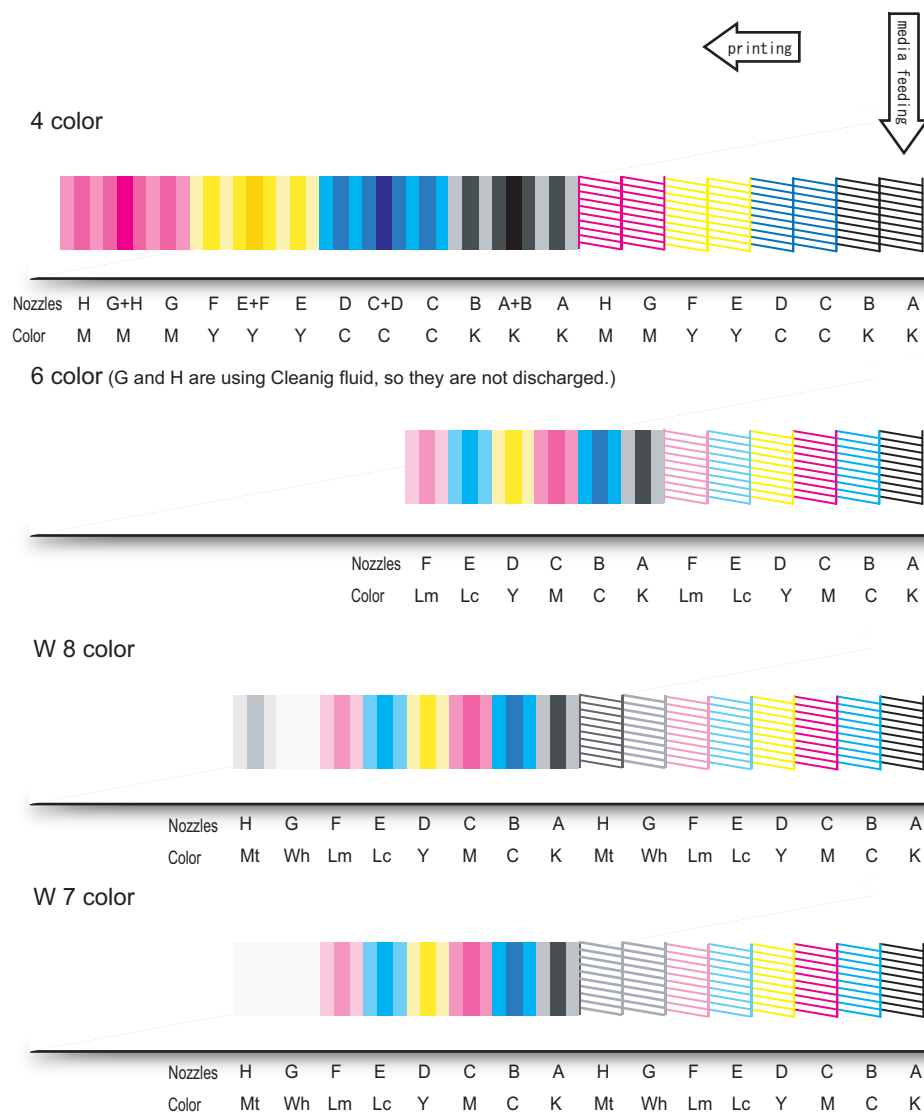 printing
media feeding
4 color
Nozzles H G+H G F E+F E D C+D C B A+B A H G F E D C B A
Color M M M Y Y Y C C C K K K M M Y Y C C K K
6 color (G and H are using Cleanig fluid, so they are not discharged.)
Nozzles F E D C B A F E D C B A
Color Lm Lc Y M C K Lm Lc Y M C K
W 8 color
Nozzles H G F E D C B A H G F E D C B A
Color Mt Wh Lm Lc Y M C K Mt Wh Lm Lc Y M C K
W 7 color
Nozzles H G F E D C B A H G F E D C B A
Color Mt Wh Lm Lc Y M C K Mt Wh Lm Lc Y M C K